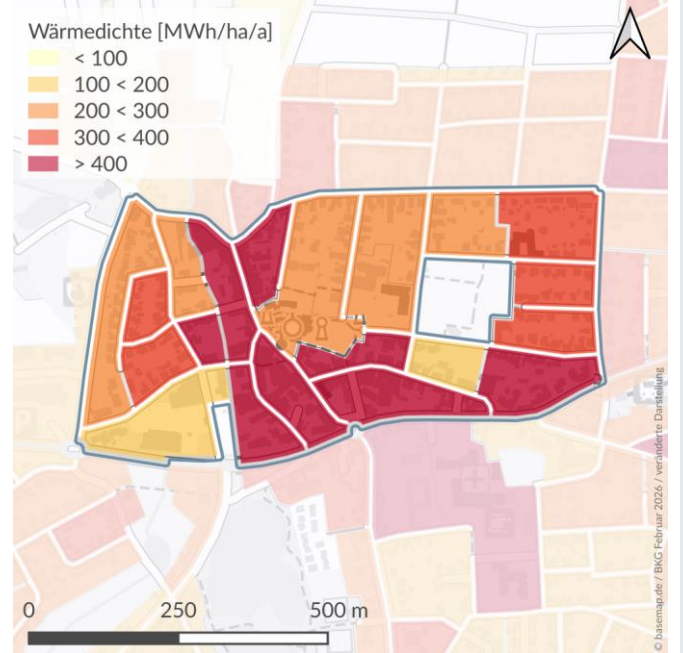 Wärmedichte [MWh/ha/a]
< 100
100 < 200
200 < 300
300 < 400
> 400
0 250 500 m
© basemap.de / BKG Februar 2026 / veränderte Darstellung